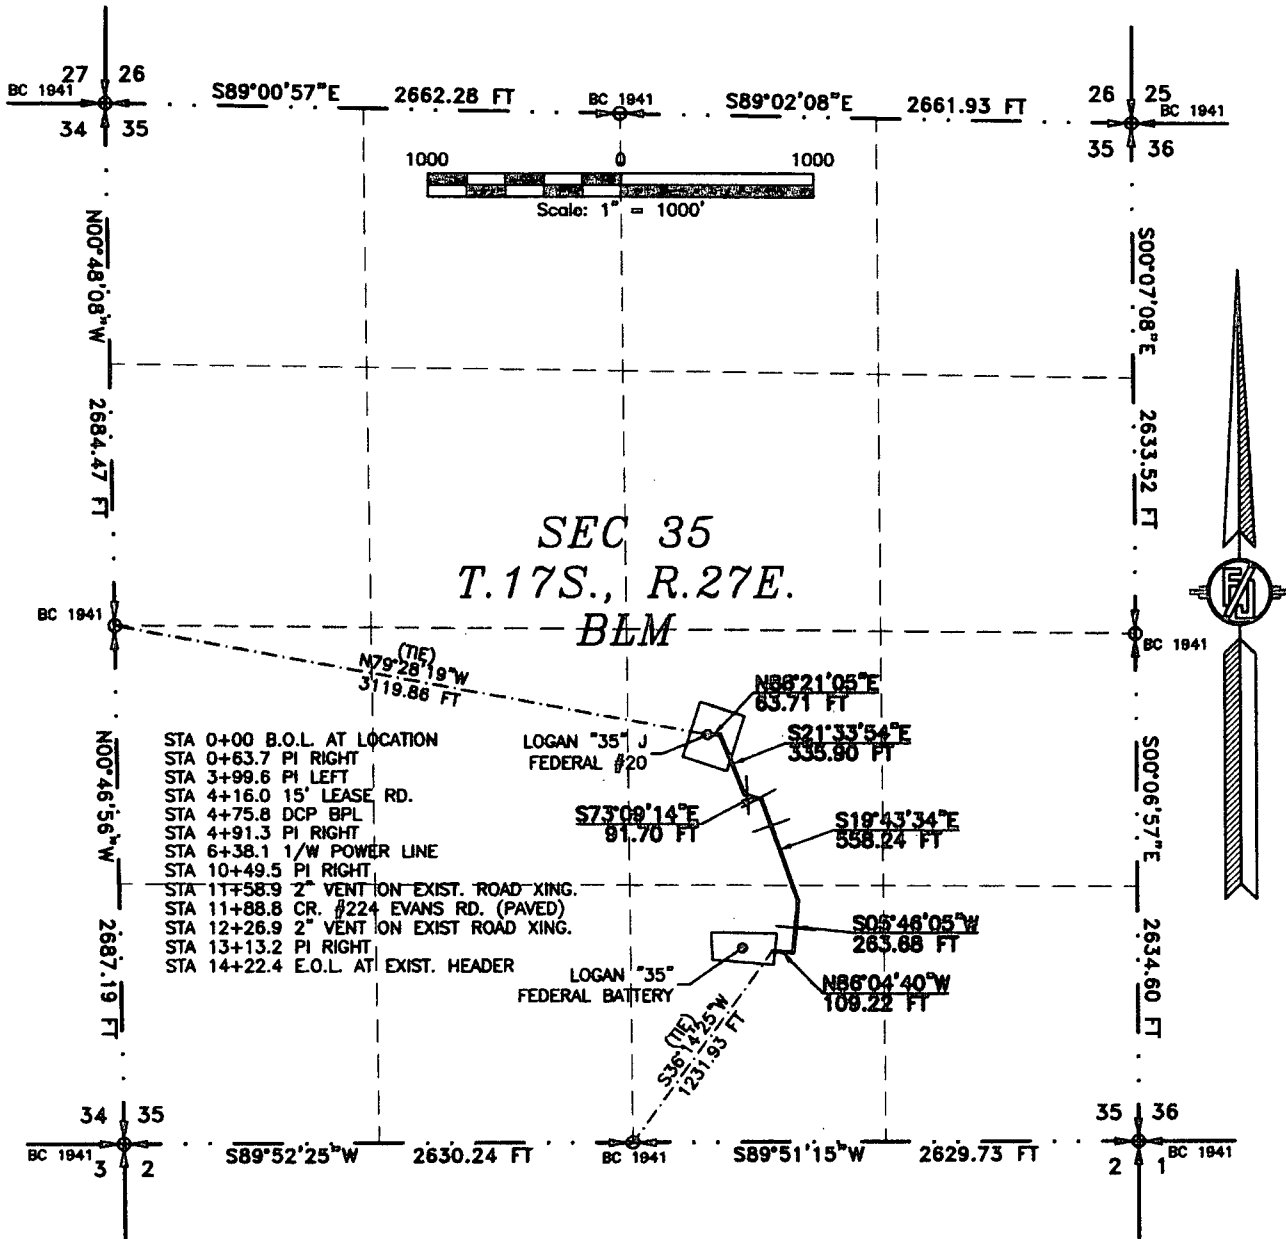 27 26
BC 1941
34 35
S89°00'57"E 2662.28 FT
BC 1941
S89°02'08"E 2661.93 FT
26 25
BC 1941
35 36
1000 0 1000
Scale: 1" = 1000'
N00°48'08"W 2684.47 FT
S00°07'08"E 2633.52 FT
SEC 35
T.17S., R.27E.
BLM
BC 1941
BC 1941
(TIE)
N79°28'19"W
3119.86 FT
N86°21'05"E
63.71 FT
LOGAN "35" J
FEDERAL #20
S21°33'54"E
335.90 FT
S73°09'14"E
91.70 FT
S19°43'34"E
558.24 FT
STA 0+00 B.O.L. AT LOCATION
STA 0+63.7 PI RIGHT
STA 3+99.6 PI LEFT
STA 4+16.0 15' LEASE RD.
STA 4+75.8 DCP BPL
STA 4+91.3 PI RIGHT
STA 6+38.1 1/W POWER LINE
STA 10+49.5 PI RIGHT
STA 11+58.9 2" VENT ON EXIST. ROAD XING.
STA 11+88.8 CR. #224 EVANS RD. (PAVED)
STA 12+26.9 2" VENT ON EXIST ROAD XING.
STA 13+13.2 PI RIGHT
STA 14+22.4 E.O.L. AT EXIST. HEADER
N00°46'56"W 2687.19 FT
S00°06'57"E 2634.60 FT
S05°46'05"W
263.68 FT
LOGAN "35"
FEDERAL BATTERY
N86°04'40"W
109.22 FT
(TIE)
S36°14'25"W
1231.93 FT
34 35
BC 1941
3 2
S89°52'25"W 2630.24 FT
BC 1941
S89°51'15"W 2629.73 FT
35 36
BC 1941
2 1